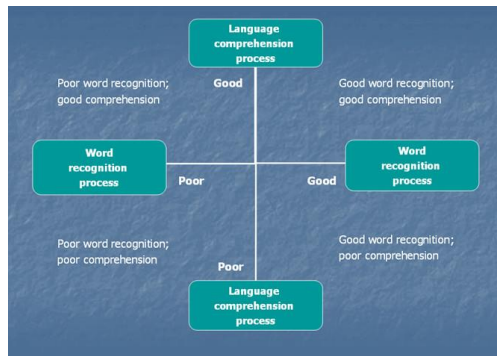 Language
comprehension
process
Poor word recognition;
good comprehension
Good
Good word recognition;
good comprehension
Word
recognition
process
Poor
Good
Word
recognition
process
Poor word recognition;
poor comprehension
Good word recognition;
poor comprehension
Poor
Language
comprehension
process